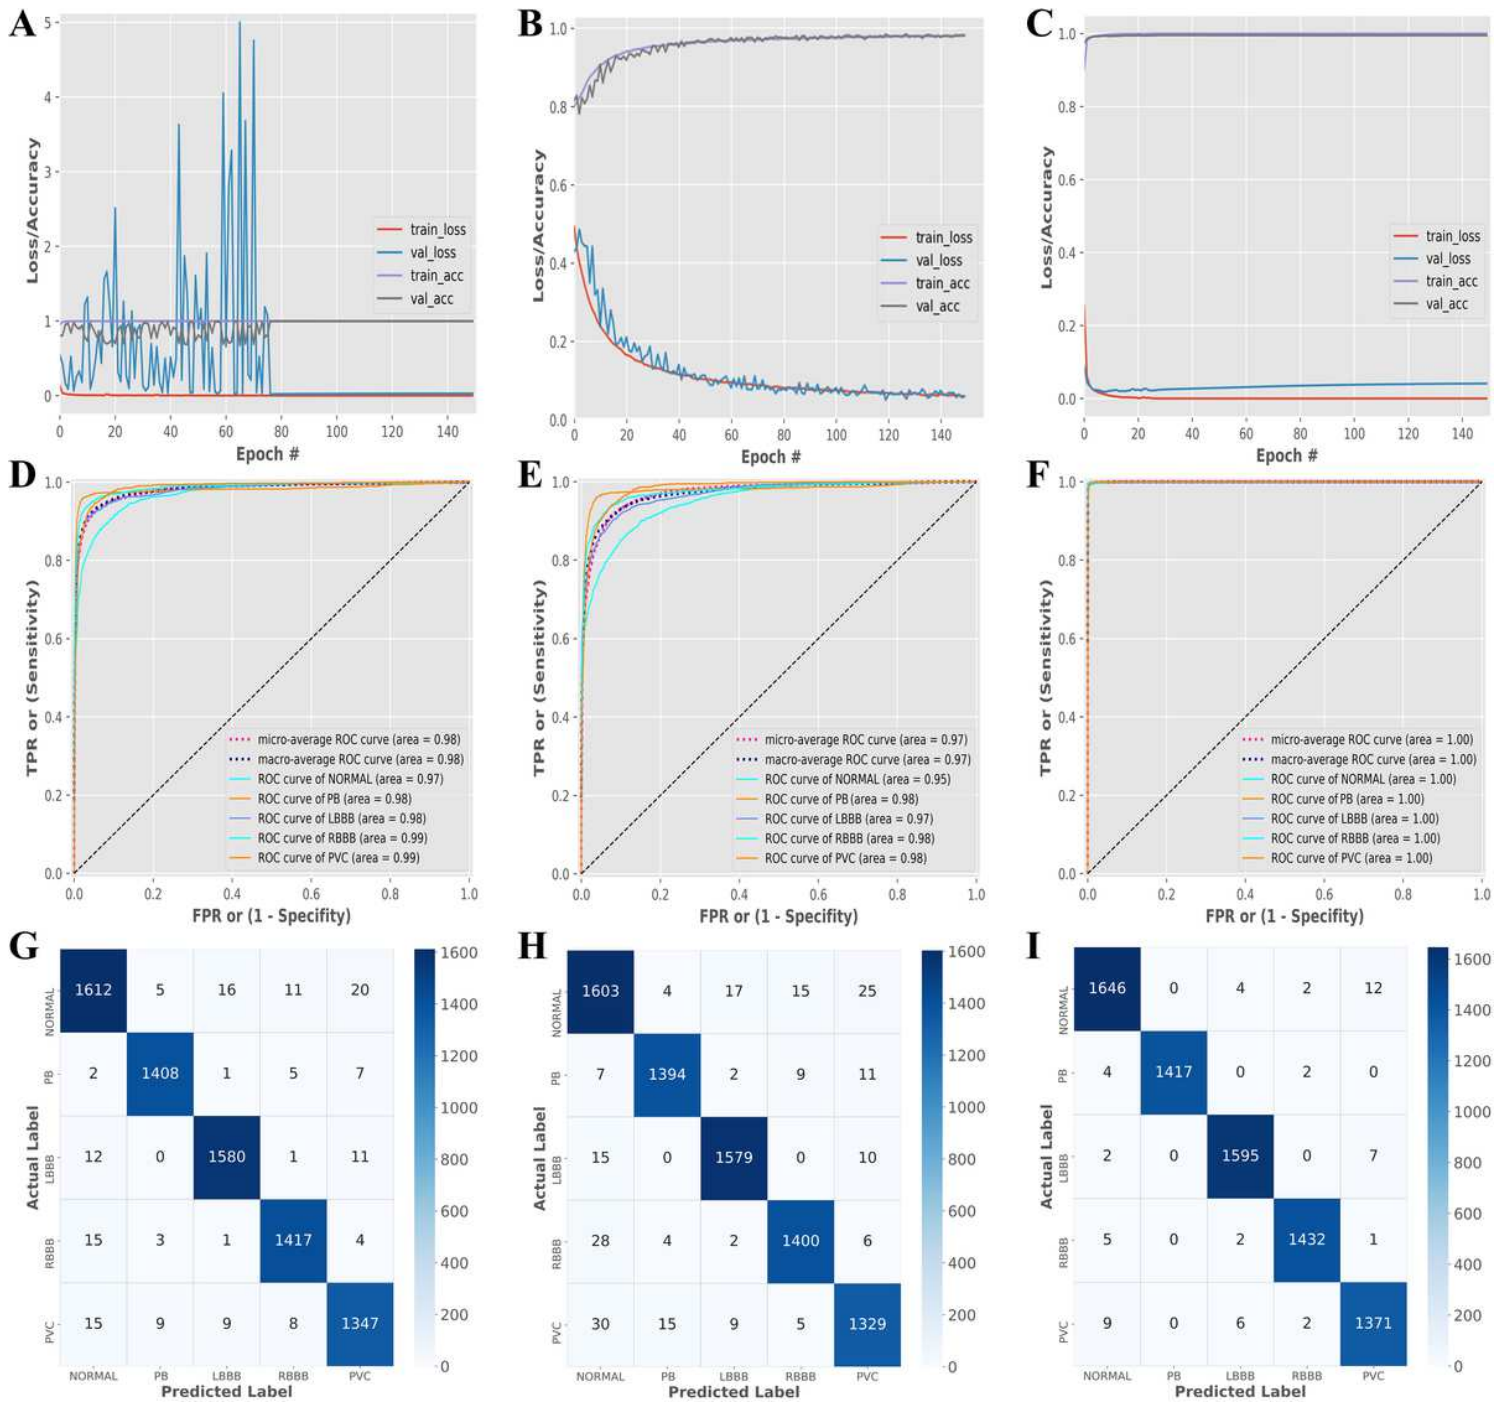 A
5
4
3
2
1
0
Loss/Accuracy
train_loss
val_loss
train_acc
val_acc
0 20 40 60 80 100 120 140
Epoch #
B
1.0
0.8
0.6
0.4
0.2
0.0
Loss/Accuracy
train_loss
val_loss
train_acc
val_acc
0 20 40 60 80 100 120 140
Epoch #
C
1.0
0.8
0.6
0.4
0.2
0.0
Loss/Accuracy
train_loss
val_loss
train_acc
val_acc
0 20 40 60 80 100 120 140
Epoch #
D
1.0
0.8
0.6
0.4
0.2
0.0
TPR or (Sensitivity)
micro-average ROC curve (area = 0.98)
macro-average ROC curve (area = 0.98)
ROC curve of NORMAL (area = 0.97)
ROC curve of PB (area = 0.98)
ROC curve of LBBB (area = 0.98)
ROC curve of RBBB (area = 0.99)
ROC curve of PVC (area = 0.99)
0.0 0.2 0.4 0.6 0.8 1.0
FPR or (1 - Specifity)
E
1.0
0.8
0.6
0.4
0.2
0.0
TPR or (Sensitivity)
micro-average ROC curve (area = 0.97)
macro-average ROC curve (area = 0.97)
ROC curve of NORMAL (area = 0.95)
ROC curve of PB (area = 0.98)
ROC curve of LBBB (area = 0.97)
ROC curve of RBBB (area = 0.98)
ROC curve of PVC (area = 0.98)
0.0 0.2 0.4 0.6 0.8 1.0
FPR or (1 - Specifity)
F
1.0
0.8
0.6
0.4
0.2
0.0
TPR or (Sensitivity)
micro-average ROC curve (area = 1.00)
macro-average ROC curve (area = 1.00)
ROC curve of NORMAL (area = 1.00)
ROC curve of PB (area = 1.00)
ROC curve of LBBB (area = 1.00)
ROC curve of RBBB (area = 1.00)
ROC curve of PVC (area = 1.00)
0.0 0.2 0.4 0.6 0.8 1.0
FPR or (1 - Specifity)
G
Actual Label
NORMAL 1612 5 16 11 20
PB 2 1408 1 5 7
LBBB 12 0 1580 1 11
RBBB 15 3 1 1417 4
PVC 15 9 9 8 1347
NORMAL PB LBBB RBBB PVC
Predicted Label
1600
1400
1200
1000
800
600
400
200
0
H
Actual Label
NORMAL 1603 4 17 15 25
PB 7 1394 2 9 11
LBBB 15 0 1579 0 10
RBBB 28 4 2 1400 6
PVC 30 15 9 5 1329
NORMAL PB LBBB RBBB PVC
Predicted Label
1600
1400
1200
1000
800
600
400
200
0
I
Actual Label
NORMAL 1646 0 4 2 12
PB 4 1417 0 2 0
LBBB 2 0 1595 0 7
RBBB 5 0 2 1432 1
PVC 9 0 6 2 1371
NORMAL PB LBBB RBBB PVC
Predicted Label
1600
1400
1200
1000
800
600
400
200
0